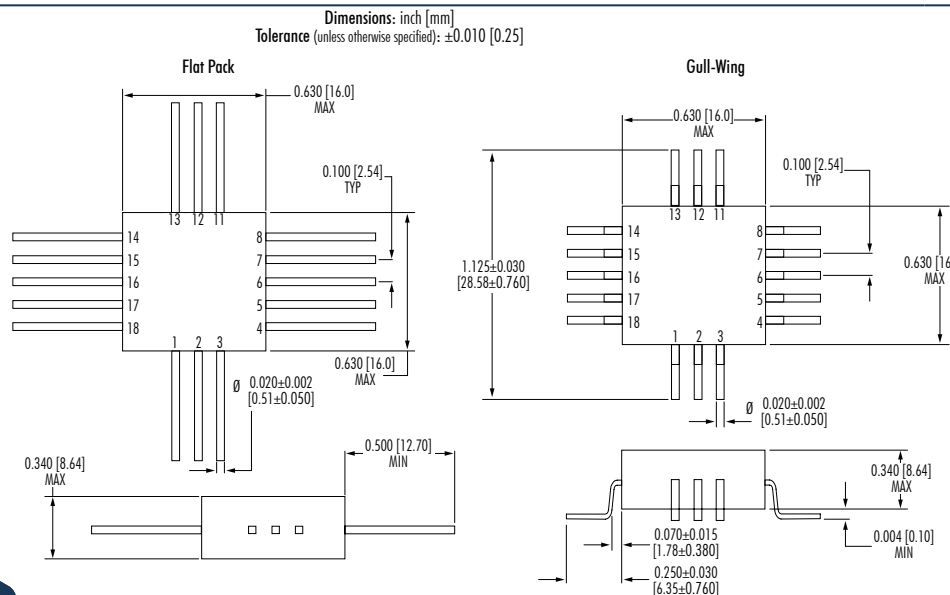 Dimensions: inch [mm]
Tolerance (unless otherwise specified): ±0.010 [0.25]
Flat Pack
0.630 [16.0]
MAX
0.100 [2.54]
TYP
13 12 11
14 8
15 7
16 6
17 5
18 4
1 2 3
0.630 [16.0]
MAX
Ø 0.020±0.002
[0.51±0.050]
0.340 [8.64]
MAX
0.500 [12.70]
MIN
Gull-Wing
0.630 [16.0]
MAX
0.100 [2.54]
TYP
13 12 11
14 8
15 7
16 6
17 5
18 4
1 2 3
1.125±0.030
[28.58±0.760]
0.630 [16
MAX
Ø 0.020±0.002
[0.51±0.050]
0.340 [8.64]
MAX
0.070±0.015
[1.78±0.380]
0.004 [0.10]
MIN
0.250±0.030
[6.35±0.760]